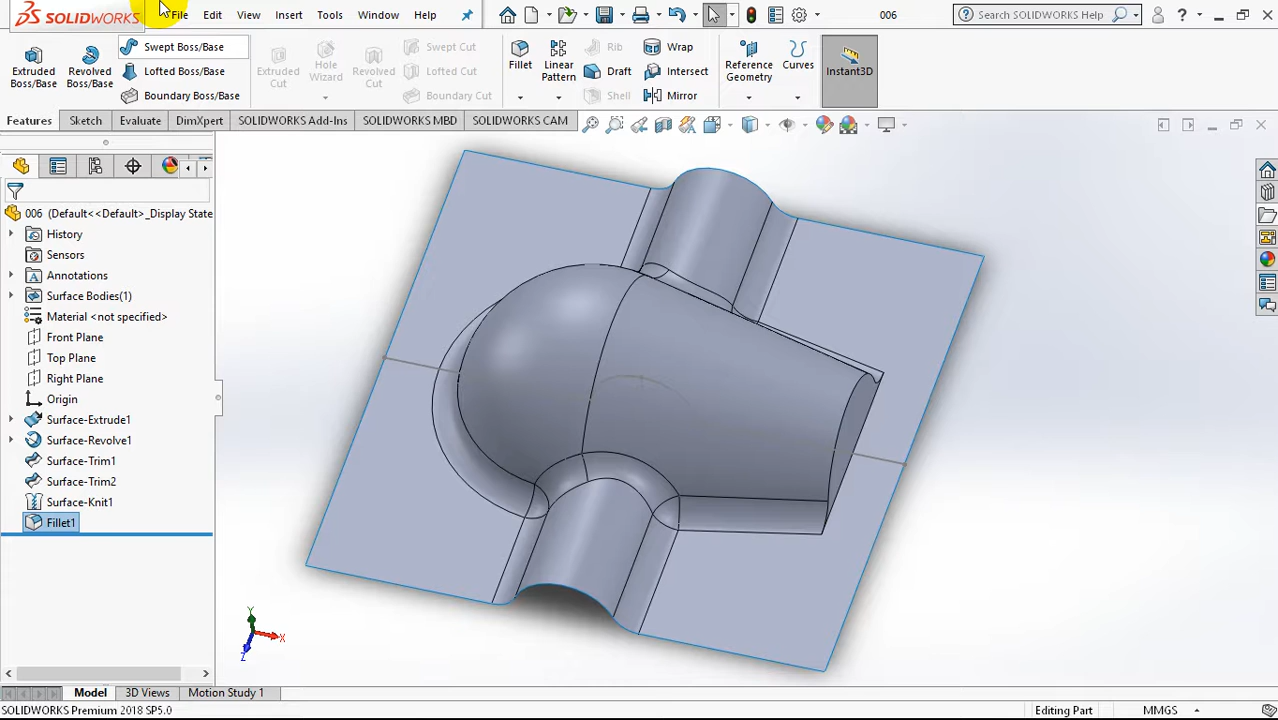 SOLIDWORKS File Edit View Insert Tools Window Help 006 Search SOLIDWORKS Help ?
Extruded Boss/Base
Revolved Boss/Base
Swept Boss/Base
Lofted Boss/Base
Boundary Boss/Base
Extruded Cut
Hole Wizard
Revolved Cut
Swept Cut
Lofted Cut
Boundary Cut
Fillet
Linear Pattern
Rib
Draft
Shell
Wrap
Intersect
Mirror
Reference Geometry
Curves
Instant3D
Features Sketch Evaluate DimXpert SOLIDWORKS Add-Ins SOLIDWORKS MBD SOLIDWORKS CAM
006 (Default<<Default>_Display State
History
Sensors
Annotations
Surface Bodies(1)
Material <not specified>
Front Plane
Top Plane
Right Plane
Origin
Surface-Extrude1
Surface-Revolve1
Surface-Trim1
Surface-Trim2
Surface-Knit1
Fillet1
Y
X
Z
Model 3D Views Motion Study 1
SOLIDWORKS Premium 2018 SP5.0 Editing Part MMGS